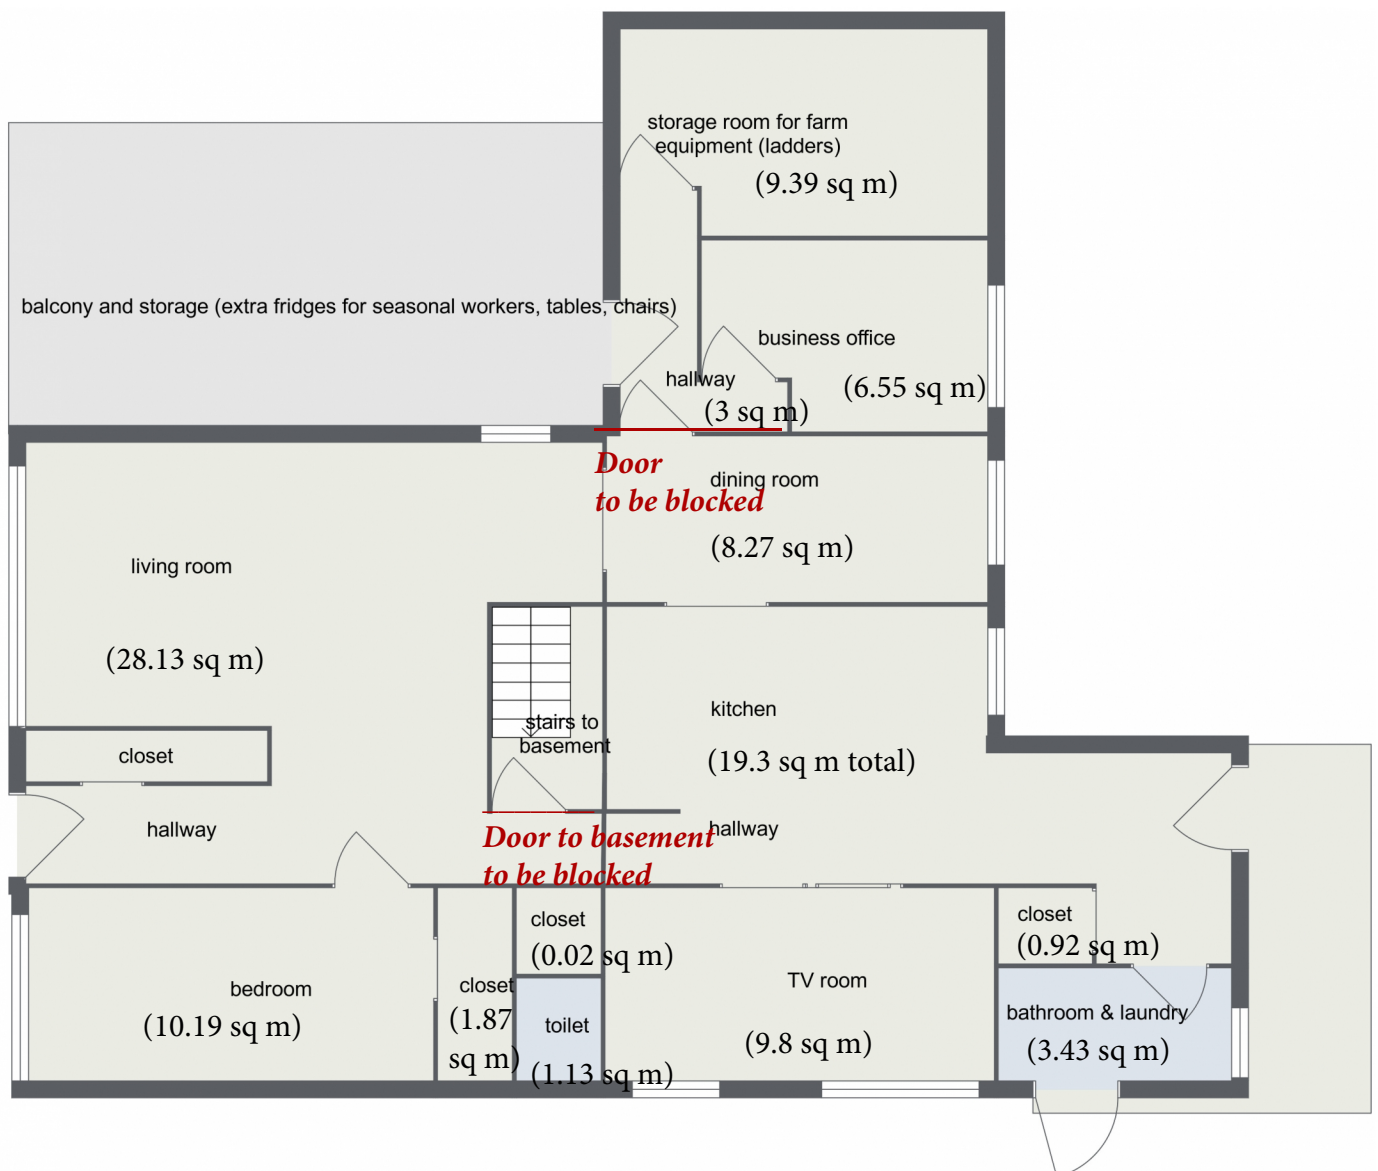 storage room for farm
equipment (ladders)
(9.39 sq m)
balcony and storage (extra fridges for seasonal workers, tables, chairs)
business office
(6.55 sq m)
hallway
(3 sq m)
Door
to be blocked
dining room
(8.27 sq m)
living room
(28.13 sq m)
stairs to
basement
kitchen
(19.3 sq m total)
closet
hallway
hallway
Door to basement
to be blocked
closet
(0.02 sq m)
closet
(0.92 sq m)
bedroom
(10.19 sq m)
closet
(1.87
sq m)
toilet
(1.13 sq m)
TV room
(9.8 sq m)
bathroom & laundry
(3.43 sq m)